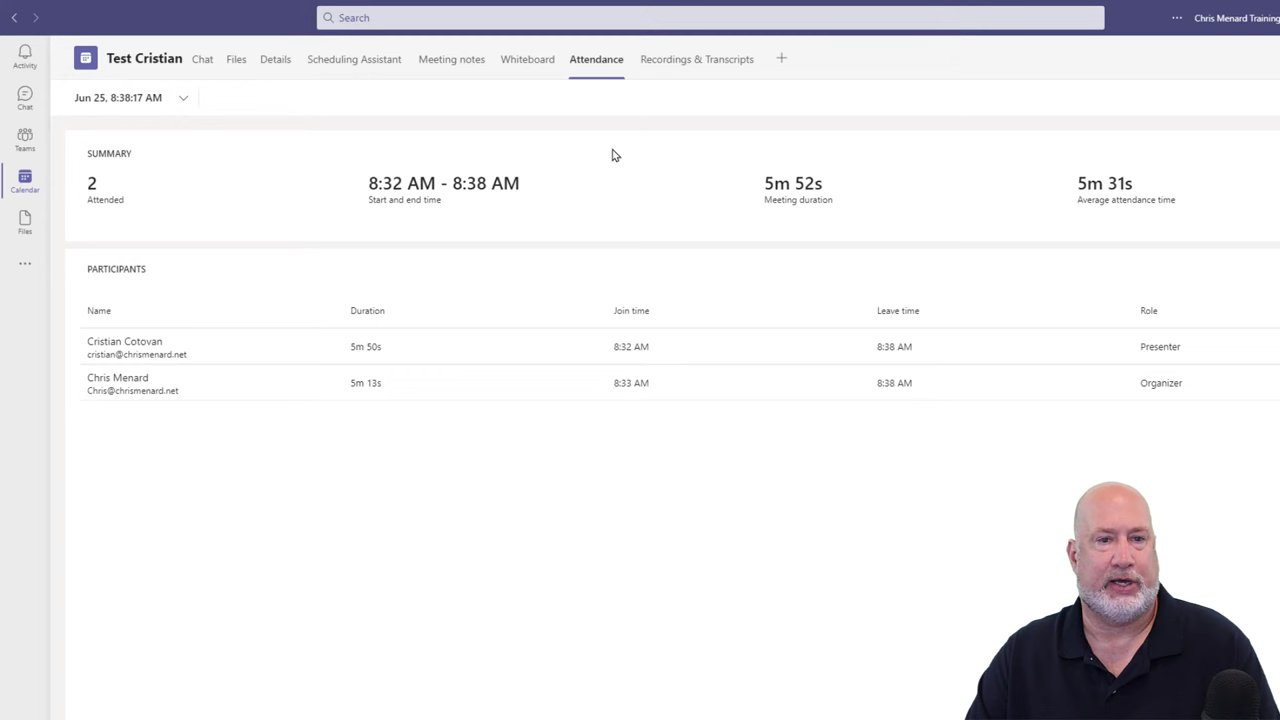 Search
Chris Menard Training
Activity
Chat
Teams
Calendar
Files
Test Cristian
Chat
Files
Details
Scheduling Assistant
Meeting notes
Whiteboard
Attendance
Recordings & Transcripts
Jun 25, 8:38:17 AM
SUMMARY
2
Attended
8:32 AM - 8:38 AM
Start and end time
5m 52s
Meeting duration
5m 31s
Average attendance time
PARTICIPANTS
Name Duration Join time Leave time Role
Cristian Cotovan
cristian@chrismenard.net
5m 50s 8:32 AM 8:38 AM Presenter
Chris Menard
Chris@chrismenard.net
5m 13s 8:33 AM 8:38 AM Organizer